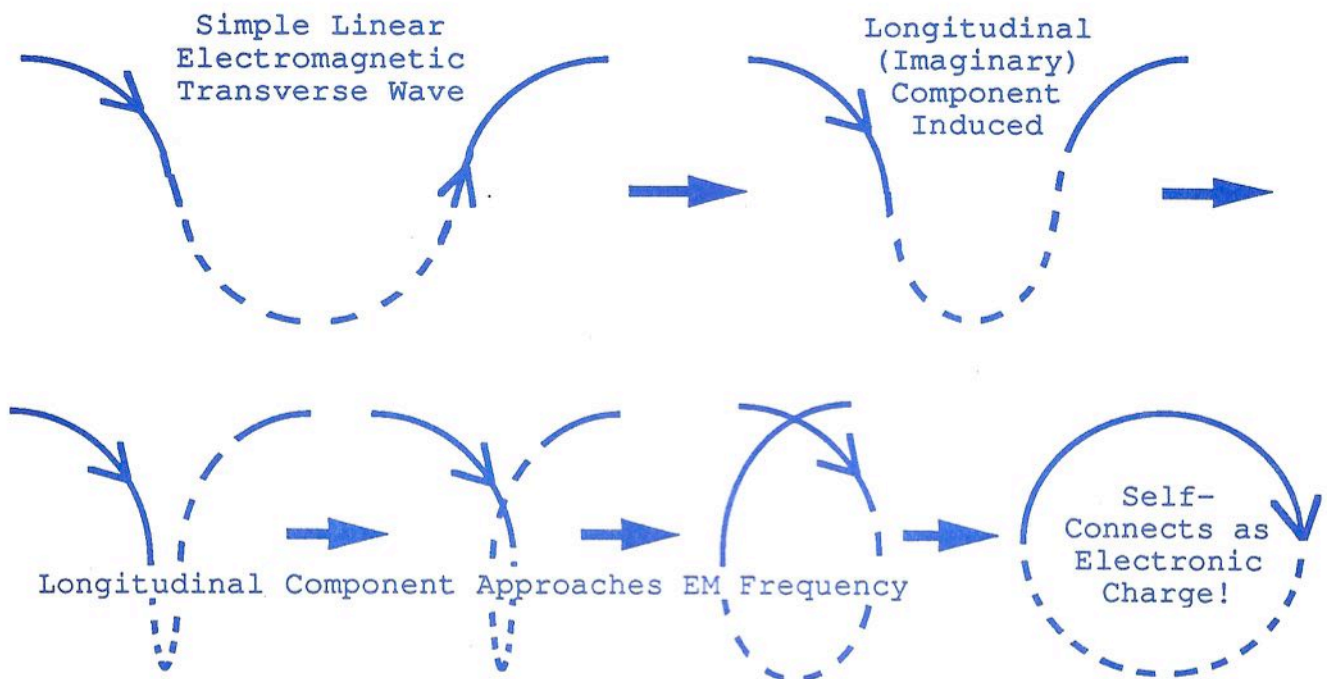 Simple Linear
Electromagnetic
Transverse Wave
Longitudinal
(Imaginary)
Component
Induced
Longitudinal Component Approaches EM Frequency
Self-
Connects as
Electronic
Charge!